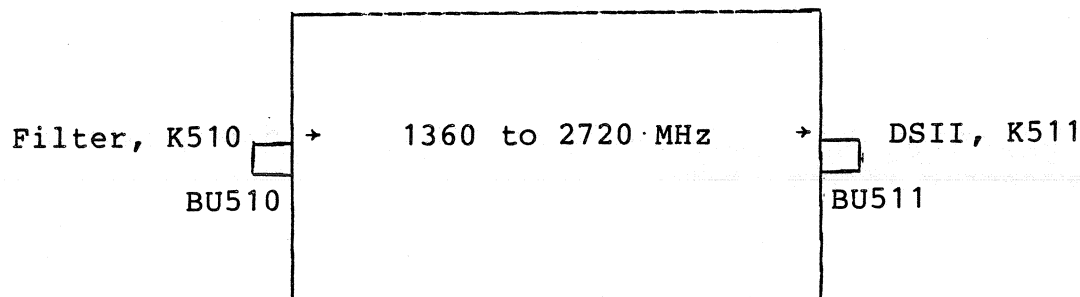 Filter, K510 → 1360 to 2720 MHz → DSII, K511
BU510 BU511